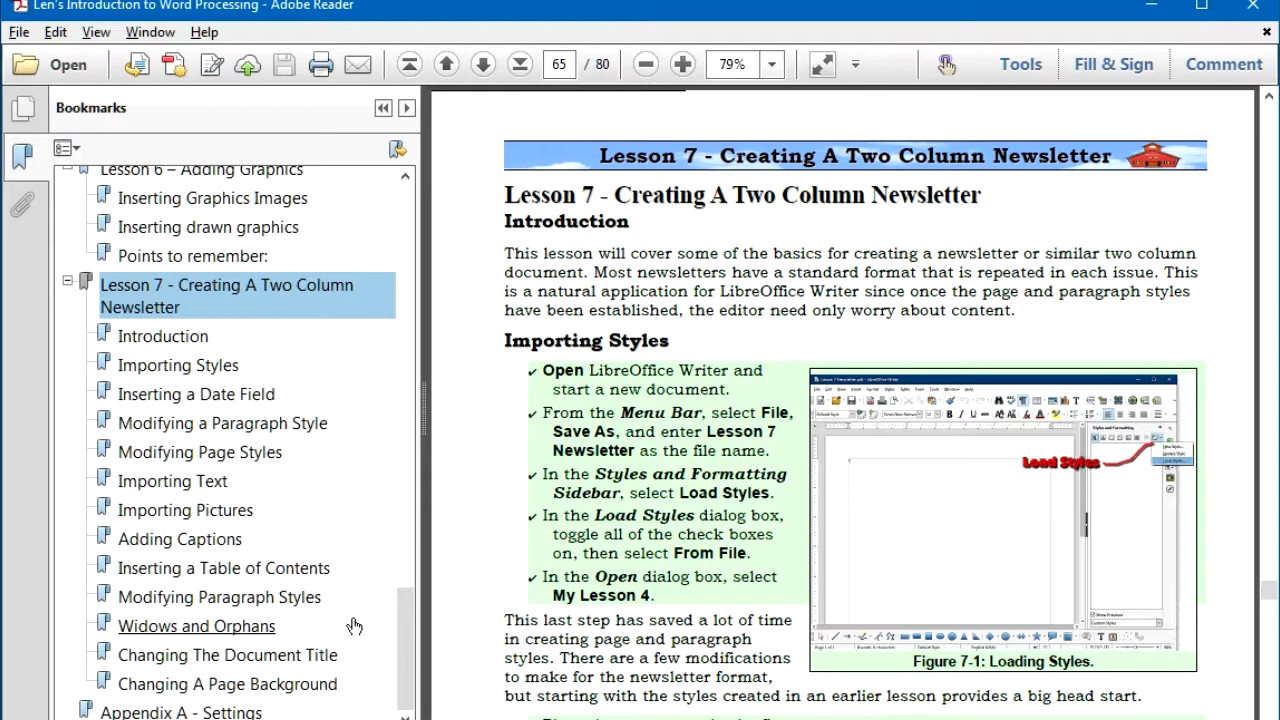 Len's Introduction to Word Processing - Adobe Reader
File Edit View Window Help
Open 65 / 80 79% Tools Fill & Sign Comment
Bookmarks
Lesson 6 – Adding Graphics
Inserting Graphics Images
Inserting drawn graphics
Points to remember:
Lesson 7 - Creating A Two Column
Newsletter
Introduction
Importing Styles
Inserting a Date Field
Modifying a Paragraph Style
Modifying Page Styles
Importing Text
Importing Pictures
Adding Captions
Inserting a Table of Contents
Modifying Paragraph Styles
Widows and Orphans
Changing The Document Title
Changing A Page Background
Appendix A - Settings
Lesson 7 - Creating A Two Column Newsletter
Lesson 7 - Creating A Two Column Newsletter
Introduction
This lesson will cover some of the basics for creating a newsletter or similar two column
document. Most newsletters have a standard format that is repeated in each issue. This
is a natural application for LibreOffice Writer since once the page and paragraph styles
have been established, the editor need only worry about content.
Importing Styles
✓ Open LibreOffice Writer and
start a new document.
✓ From the Menu Bar, select File,
Save As, and enter Lesson 7
Newsletter as the file name.
✓ In the Styles and Formatting
Sidebar, select Load Styles.
✓ In the Load Styles dialog box,
toggle all of the check boxes
on, then select From File.
✓ In the Open dialog box, select
My Lesson 4.
Styles and Formatting
Load Styles
Figure 7-1: Loading Styles.
This last step has saved a lot of time
in creating page and paragraph
styles. There are a few modifications
to make for the newsletter format,
but starting with the styles created in an earlier lesson provides a big head start.